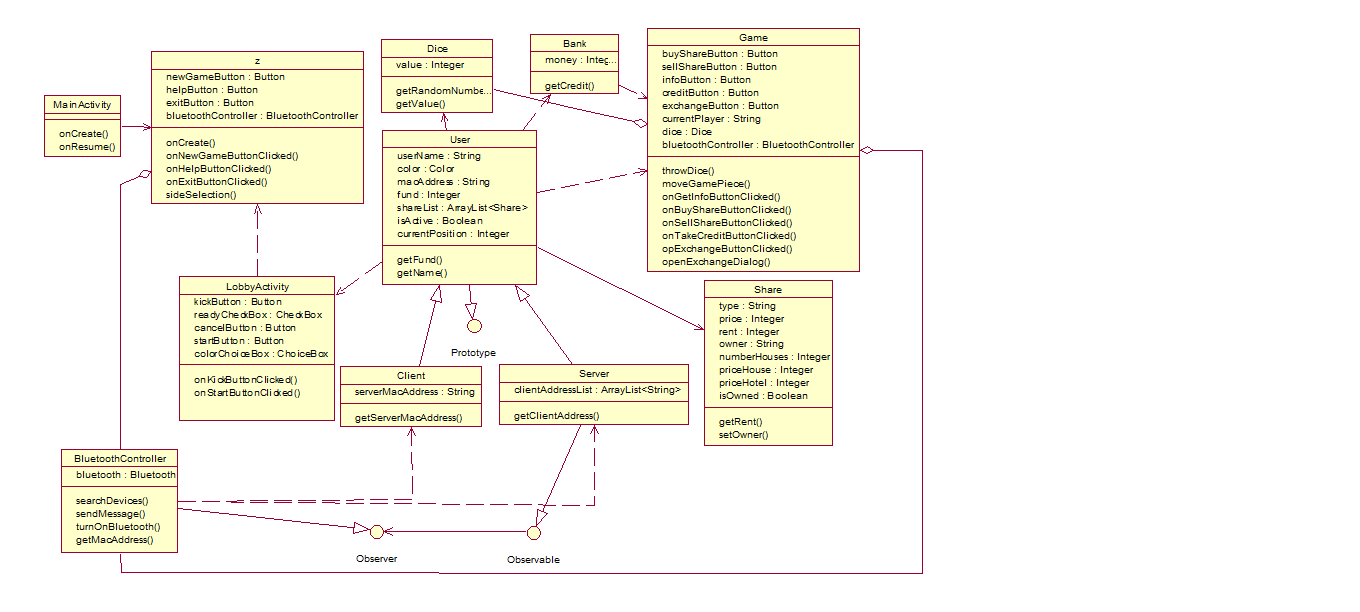 MainActivity
onCreate()
onResume()
z
newGameButton : Button
helpButton : Button
exitButton : Button
bluetoothController : BluetoothController
onCreate()
onNewGameButtonClicked()
onHelpButtonClicked()
onExitButtonClicked()
sideSelection()
Dice
value : Integer
getRandomNumbe...
getValue()
Bank
money : Integ...
getCredit()
Game
buyShareButton : Button
sellShareButton : Button
infoButton : Button
creditButton : Button
exchangeButton : Button
currentPlayer : String
dice : Dice
bluetoothController : BluetoothController
throwDice()
moveGamePiece()
onGetInfoButtonClicked()
onBuyShareButtonClicked()
onSellShareButtonClicked()
onTakeCreditButtonClicked()
opExchangeButtonClicked()
openExchangeDialog()
User
userName : String
color : Color
macAddress : String
fund : Integer
shareList : ArrayList<Share>
isActive : Boolean
currentPosition : Integer
getFund()
getName()
LobbyActivity
kickButton : Button
readyCheckBox : CheckBox
cancelButton : Button
startButton : Button
colorChoiceBox : ChoiceBox
onKickButtonClicked()
onStartButtonClicked()
Prototype
Share
type : String
price : Integer
rent : Integer
owner : String
numberHouses : Integer
priceHouse : Integer
priceHotel : Integer
isOwned : Boolean
getRent()
setOwner()
Client
serverMacAddress : String
getServerMacAddress()
Server
clientAddressList : ArrayList<String>
getClientAddress()
BluetoothController
bluetooth : Bluetooth
searchDevices()
sendMessage()
turnOnBluetooth()
getMacAddress()
Observer
Observable